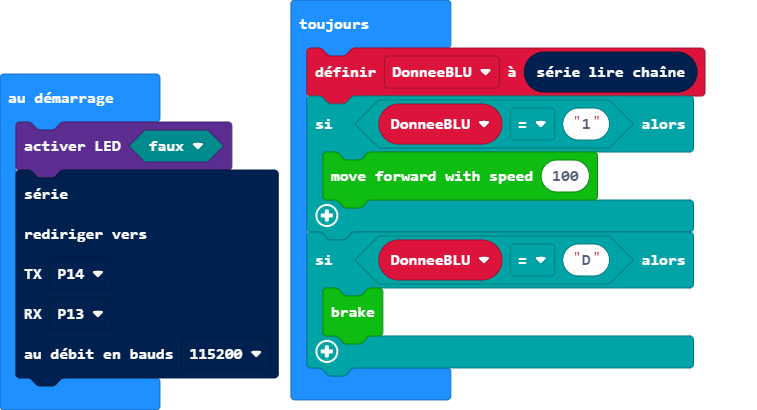 au démarrage
activer LED faux
série
rediriger vers
TX P14
RX P13
au débit en bauds 115200
toujours
définir DonneeBLU à série lire chaîne
si DonneeBLU = "1" alors
move forward with speed 100
si DonneeBLU = "D" alors
brake